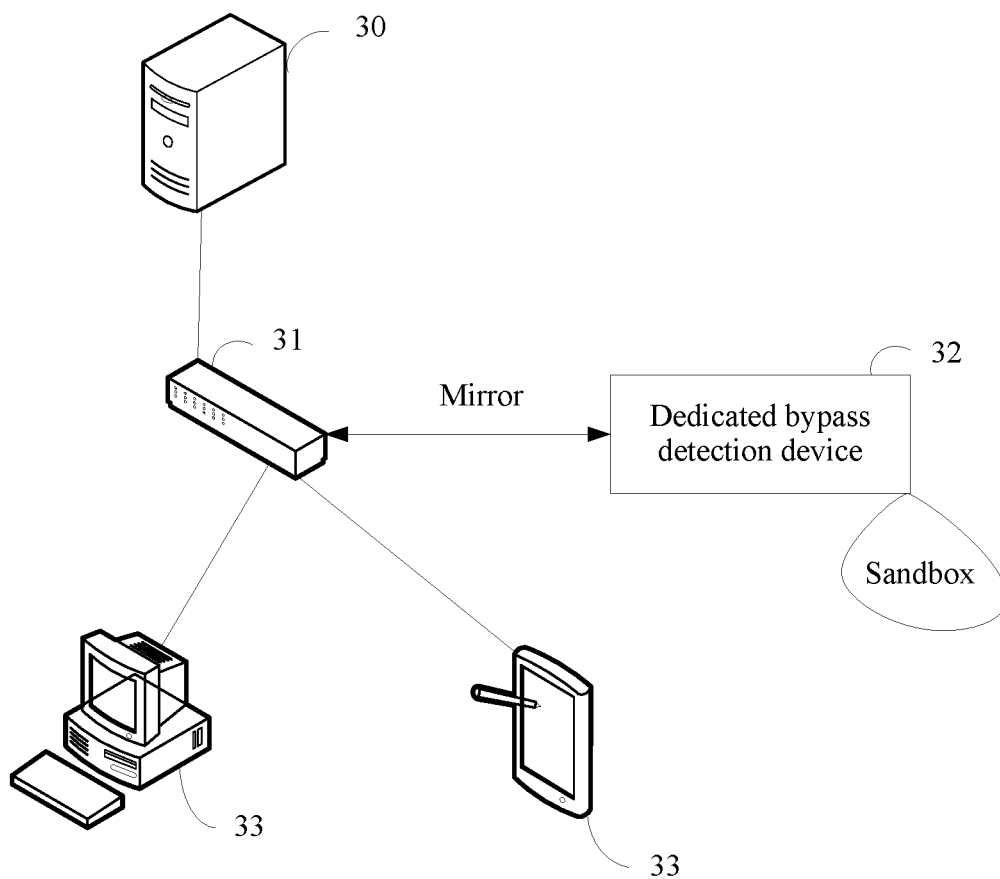 30
31
32
Mirror
Dedicated bypass
detection device
Sandbox
33
33